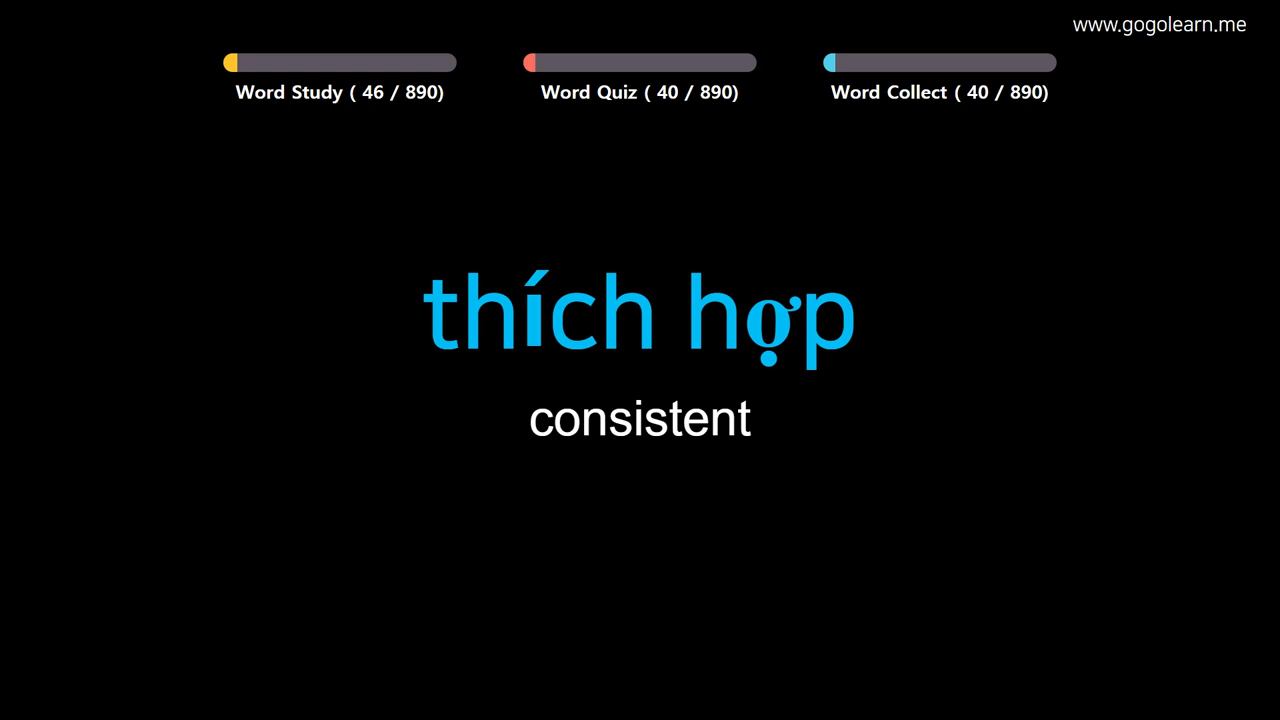 www.gogolearn.me
Word Study ( 46 / 890)
Word Quiz ( 40 / 890)
Word Collect ( 40 / 890)
thích hợp
consistent